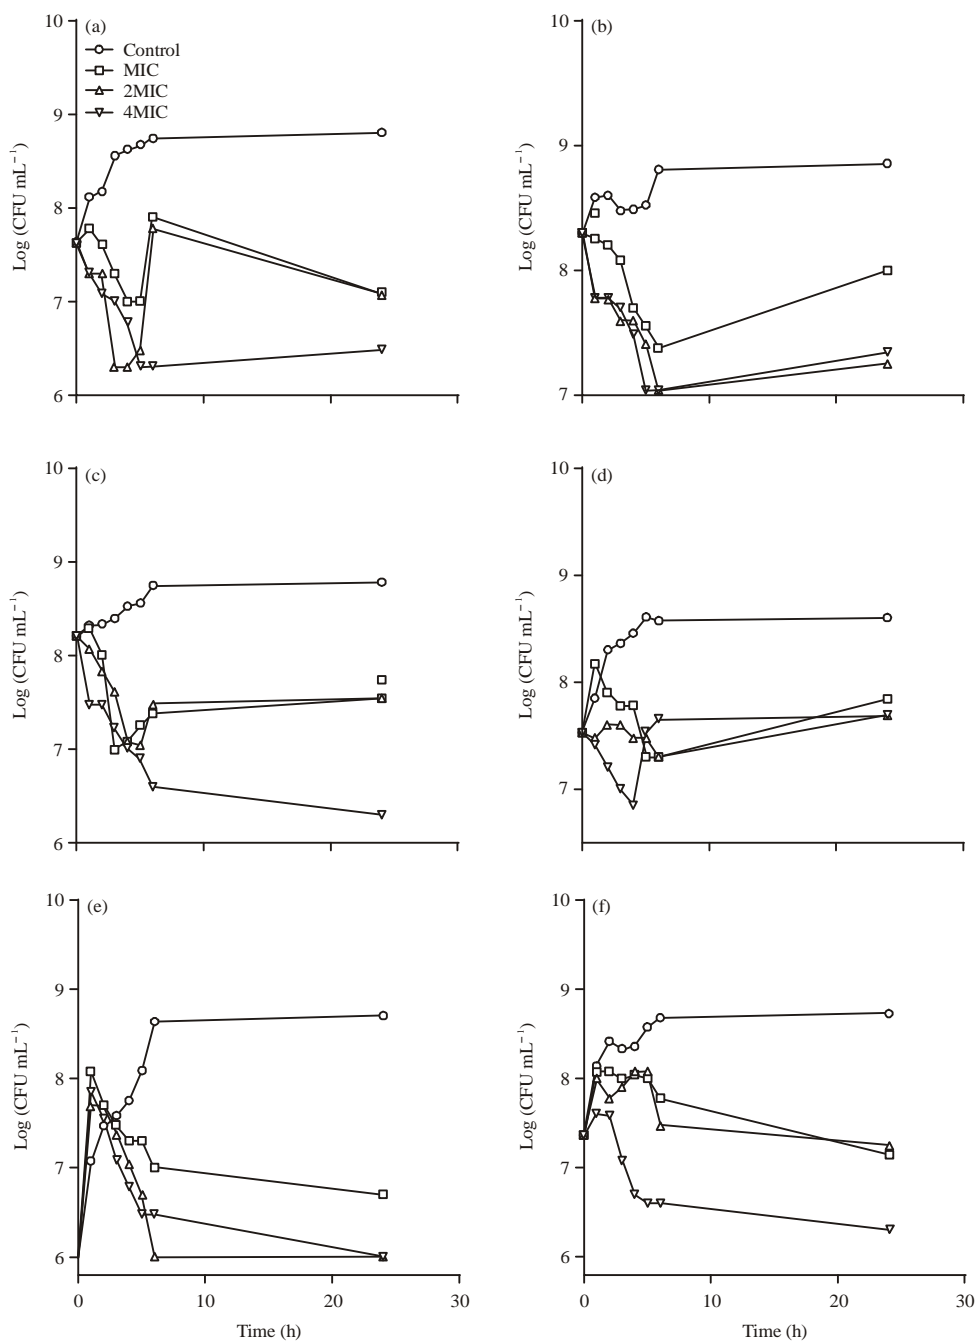 (a)
Control
MIC
2MIC
4MIC
10
9
8
7
6
Log (CFU mL⁻¹)
(b)
10
9
8
7
Log (CFU mL⁻¹)
(c)
10
9
8
7
6
Log (CFU mL⁻¹)
(d)
10
9
8
7
Log (CFU mL⁻¹)
(e)
10
9
8
7
6
Log (CFU mL⁻¹)
0 10 20 30
Time (h)
(f)
10
9
8
7
6
Log (CFU mL⁻¹)
0 10 20 30
Time (h)